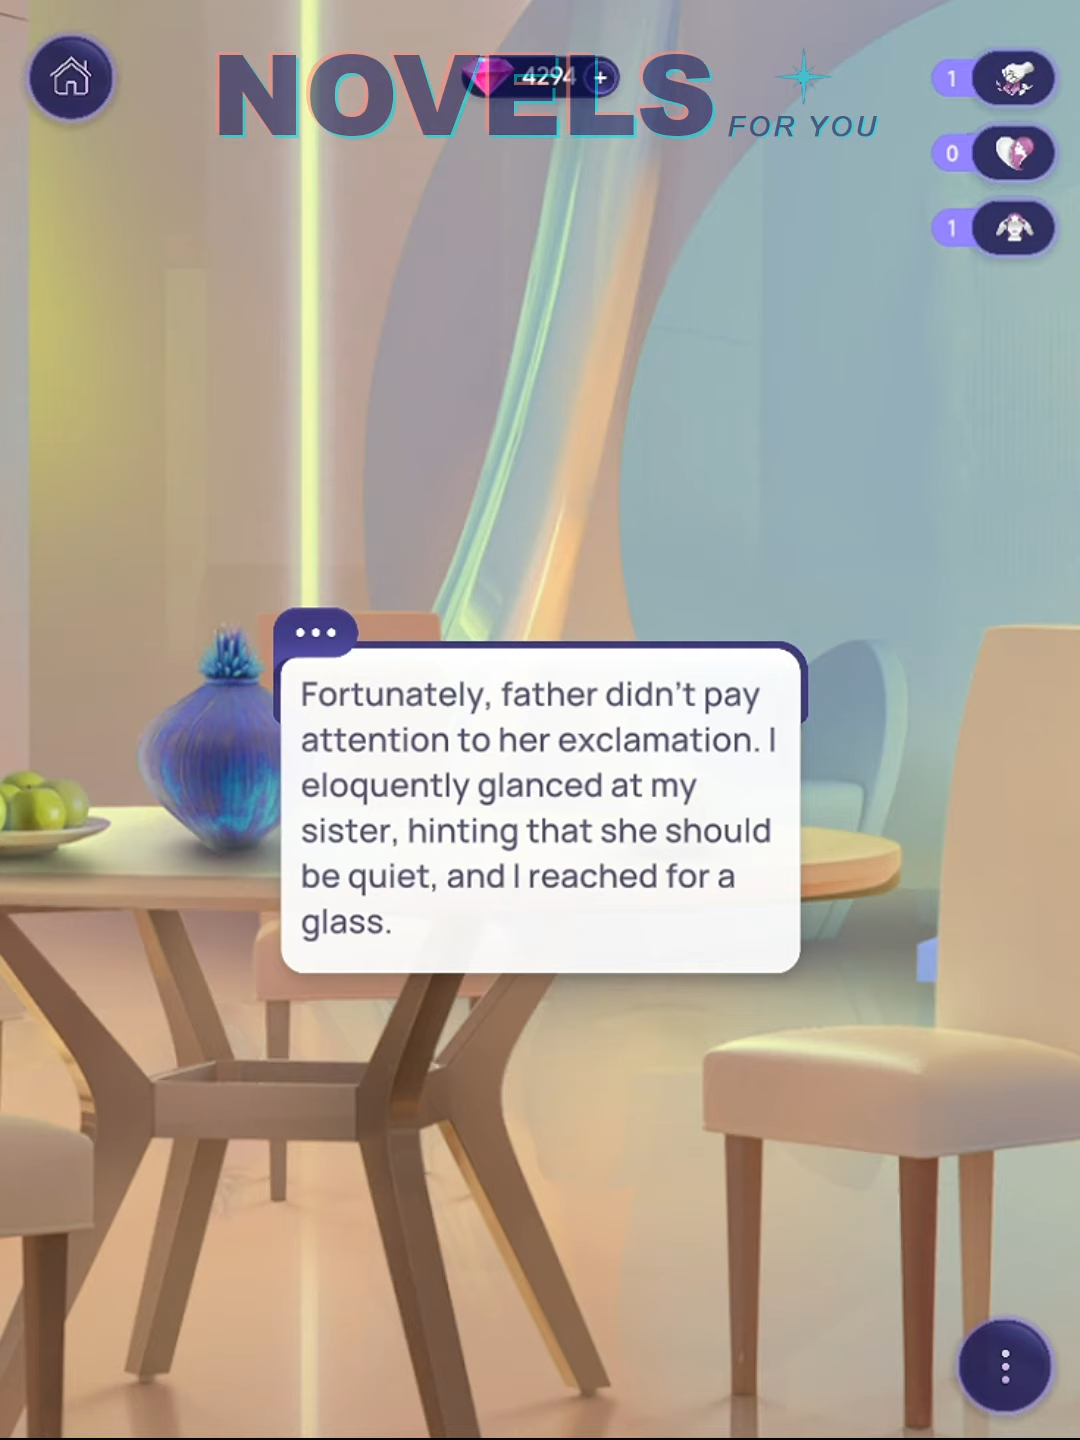 NOVELS
FOR YOU
4294 +
1
0
1
Fortunately, father didn't pay
attention to her exclamation. I
eloquently glanced at my
sister, hinting that she should
be quiet, and I reached for a
glass.